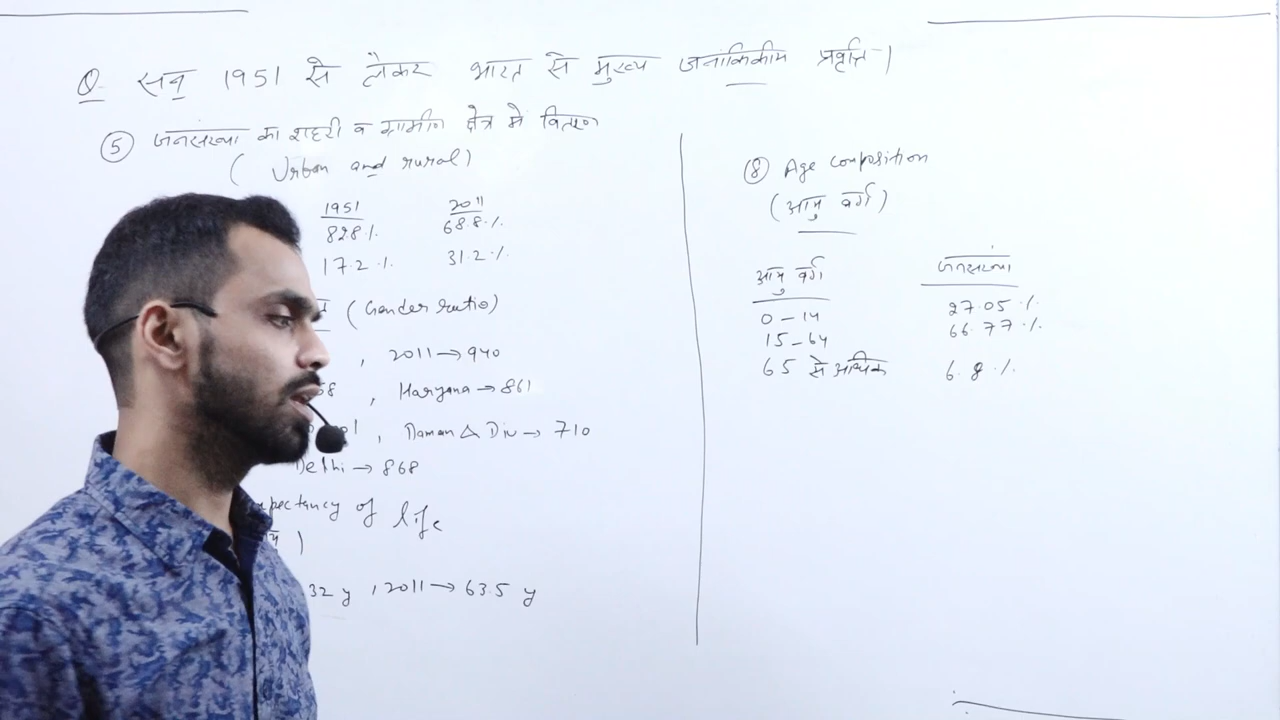 Q. सन् 1951 से लेकर भारत से मुख्य जनांकिकीय प्रवृत्ति।
⑤ जनसंख्या का शहरी व ग्रामीण क्षेत्र में वितरण
(Urban and rural)
1951 2011
82.8% 68.8%
17.2% 31.2%
(Gender ratio)
, 2011→940
, Haryana→861
, Daman & Diu→710
Delhi→868
pectancy of life
)
32 y, 2011→63.5 y
⑧ Age composition
(आयु वर्ग)
आयु वर्ग जनसंख्या
0-14 27.05%
15-64 66.77%
65 से अधिक 6.8%